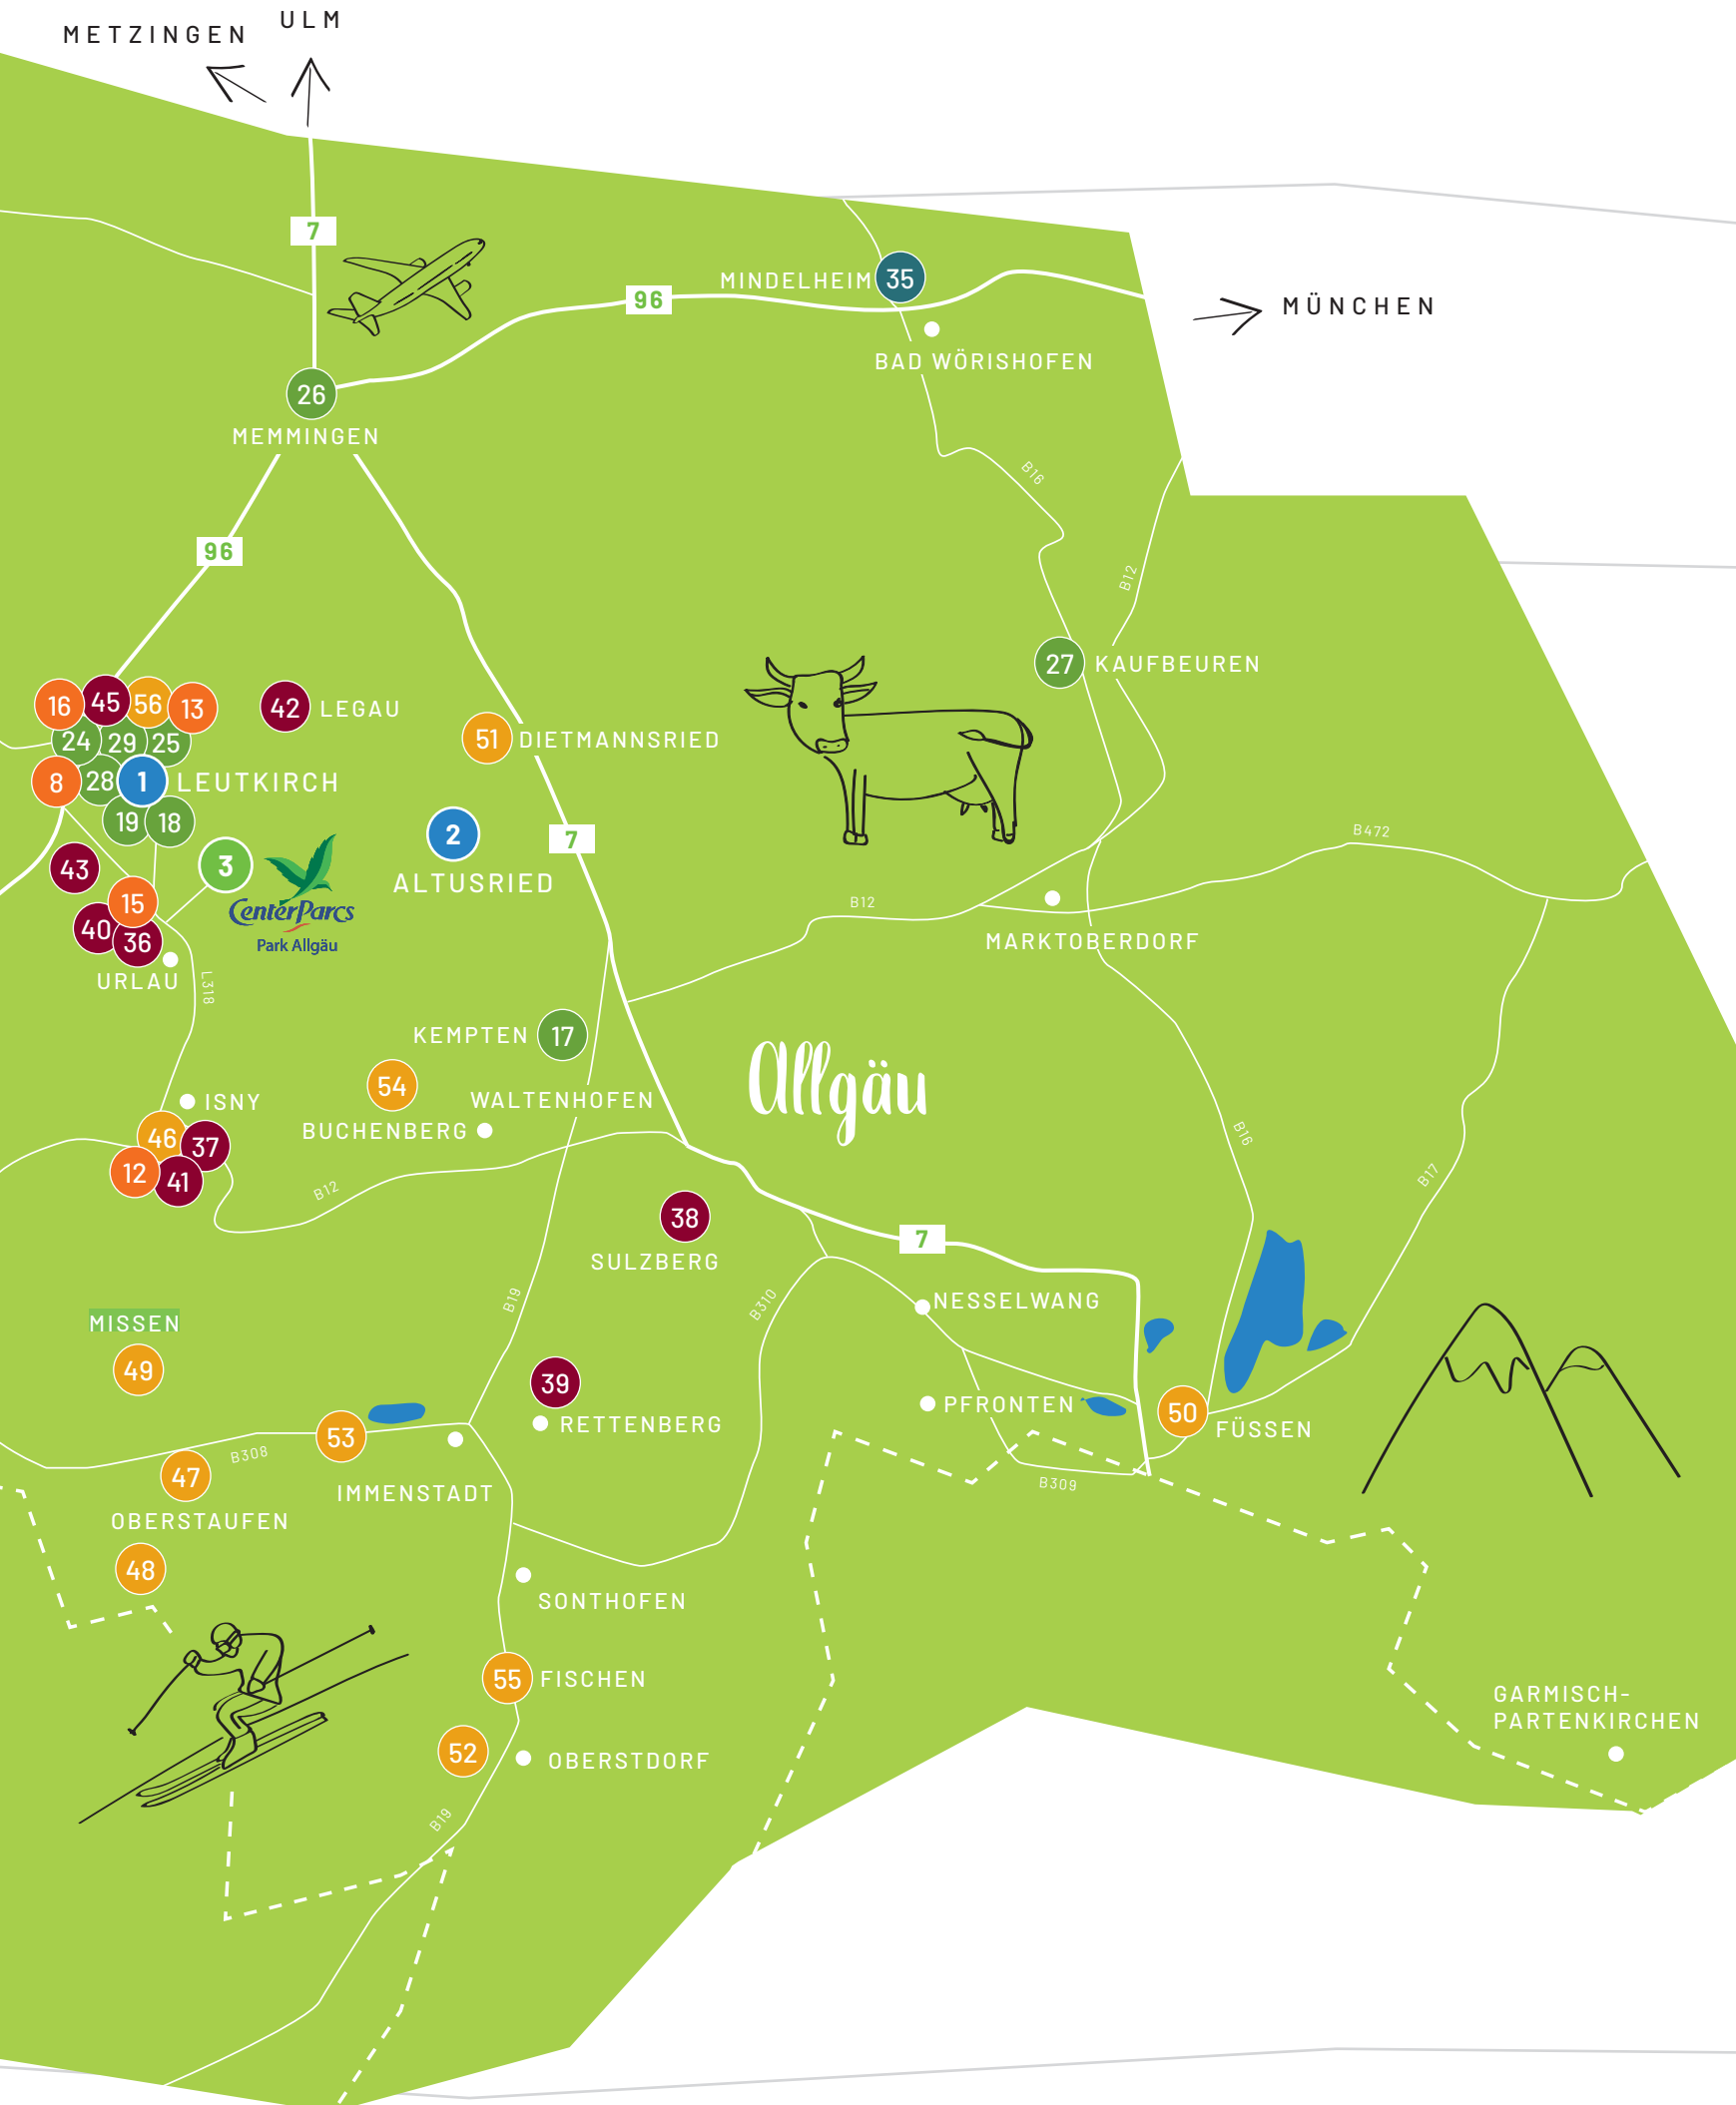 ULM
METZINGEN
7
MINDELHEIM 35
96
MÜNCHEN
BAD WÖRISHOFEN
26
MEMMINGEN
B16
96
B12
27 KAUFBEUREN
16 45 56 13
42 LEGAU
24 29 25
51 DIETMANNSRIED
8 28 1 LEUTKIRCH
19 18
2
7
B472
43
3
ALTUSRIED
15
CenterParcs
Park Allgäu
B12
40 36
MARKTOBERDORF
URLAU
L318
KEMPTEN 17
Allgäu
54
WALTENHOFEN
ISNY
BUCHENBERG
46 37
B16
12 41
B17
B12
38
SULZBERG
7
B19
B310
NESSELWANG
MISSEN
49
39
PFRONTEN
50
RETTENBERG
FÜSSEN
53
B308
47
B309
IMMENSTADT
OBERSTAUFEN
48
SONTHOFEN
55 FISCHEN
GARMISCH-
PARTENKIRCHEN
52
OBERSTDORF
B19